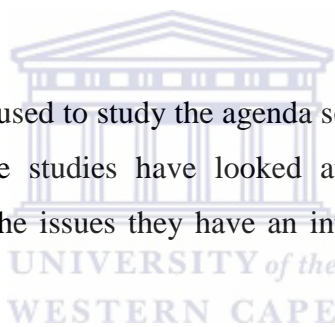 used to study the agenda se
e studies have looked a
he issues they have an in
UNIVERSITY of the
WESTERN CAPE